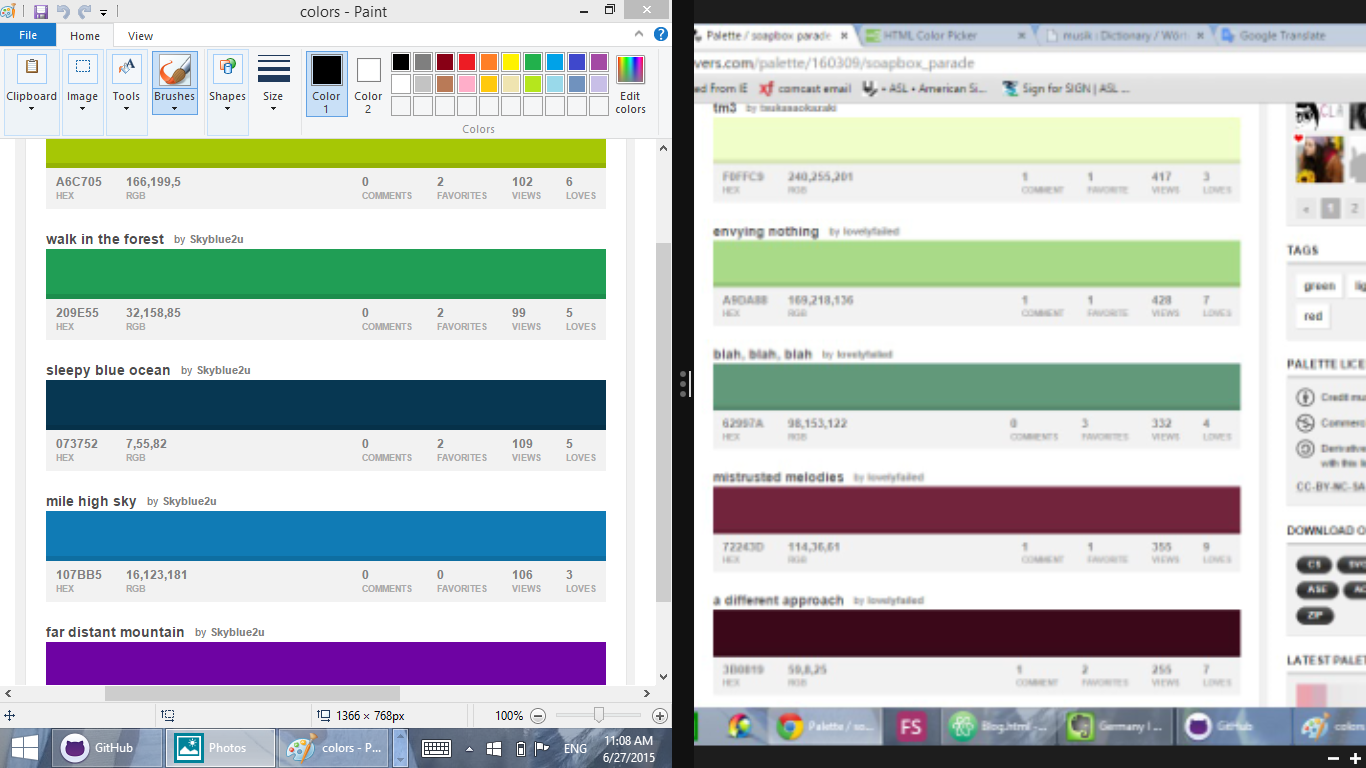 colors - Paint
File Home View
Clipboard Image Tools Brushes Shapes Size Color 1 Color 2 Edit colors
Colors
A6C705 166,199,5 0 2 102 6
HEX RGB COMMENTS FAVORITES VIEWS LOVES
walk in the forest by Skyblue2u
209E55 32,158,85 0 2 99 5
HEX RGB COMMENTS FAVORITES VIEWS LOVES
sleepy blue ocean by Skyblue2u
073752 7,55,82 0 2 109 5
HEX RGB COMMENTS FAVORITES VIEWS LOVES
mile high sky by Skyblue2u
107BB5 16,123,181 0 0 106 3
HEX RGB COMMENTS FAVORITES VIEWS LOVES
far distant mountain by Skyblue2u
1366 × 768px 100%
GitHub Photos colors - P... ENG 11:08 AM
6/27/2015
Palette / soapbox parade HTML Color Picker musik : Dictionary / Wört Google Translate
vers.com/palette/160309/soapbox_parade
ed From IE xf comcast email • ASL • American Si... Sign for SIGN | ASL ...
tm3 by tsukasaokazaki
F0FFC9 240,255,201 1 1 417 3
HEX RGB COMMENT FAVORITE VIEWS LOVES
envying nothing by lovelyfailed
A9DA88 169,218,136 1 1 428 7
HEX RGB COMMENT FAVORITE VIEWS LOVES
blah, blah, blah by lovelyfailed
62997A 98,153,122 0 3 332 4
HEX RGB COMMENTS FAVORITES VIEWS LOVES
mistrusted melodies by lovelyfailed
72243D 114,36,61 1 1 355 9
HEX RGB COMMENT FAVORITE VIEWS LOVES
a different approach by lovelyfailed
3B0819 59,8,25 1 2 255 7
HEX RGB COMMENT FAVORITES VIEWS LOVES
« 1 2
TAGS
green lig
red
PALETTE LICE
Credit mu
Commerc
Derivative
with this li
CC-BY-NC-SA
DOWNLOAD O
CS SVG
ASE AC
ZIP
LATEST PALET
Palette / so... FS Blog.html -... Germany I ... GitHub colors